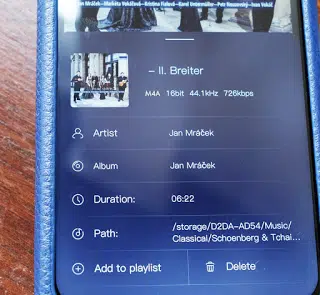 Jan Mráček - Markéta Vokáčová - Kristina Fialová - Karel Untermüller - Petr Nouzovský - Ivan Vokáč
– II. Breiter
M4A 16bit 44.1kHz 726kbps
Artist Jan Mráček
Album Jan Mráček
Duration: 06:22
Path: /storage/D2DA-AD54/Music/
Classical/Schoenberg & Tchai...
Add to playlist Delete